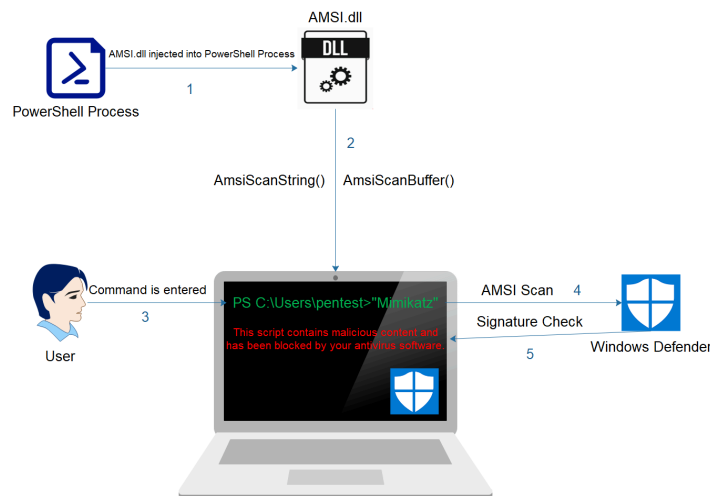 AMSI.dll
DLL
AMSI.dll injected into PowerShell Process
1
PowerShell Process
2
AmsiScanString() AmsiScanBuffer()
Command is entered
3
User
PS C:\Users\pentest>"Mimikatz"
This script contains malicious content and
has been blocked by your antivirus software.
AMSI Scan 4
Signature Check
5
Windows Defender